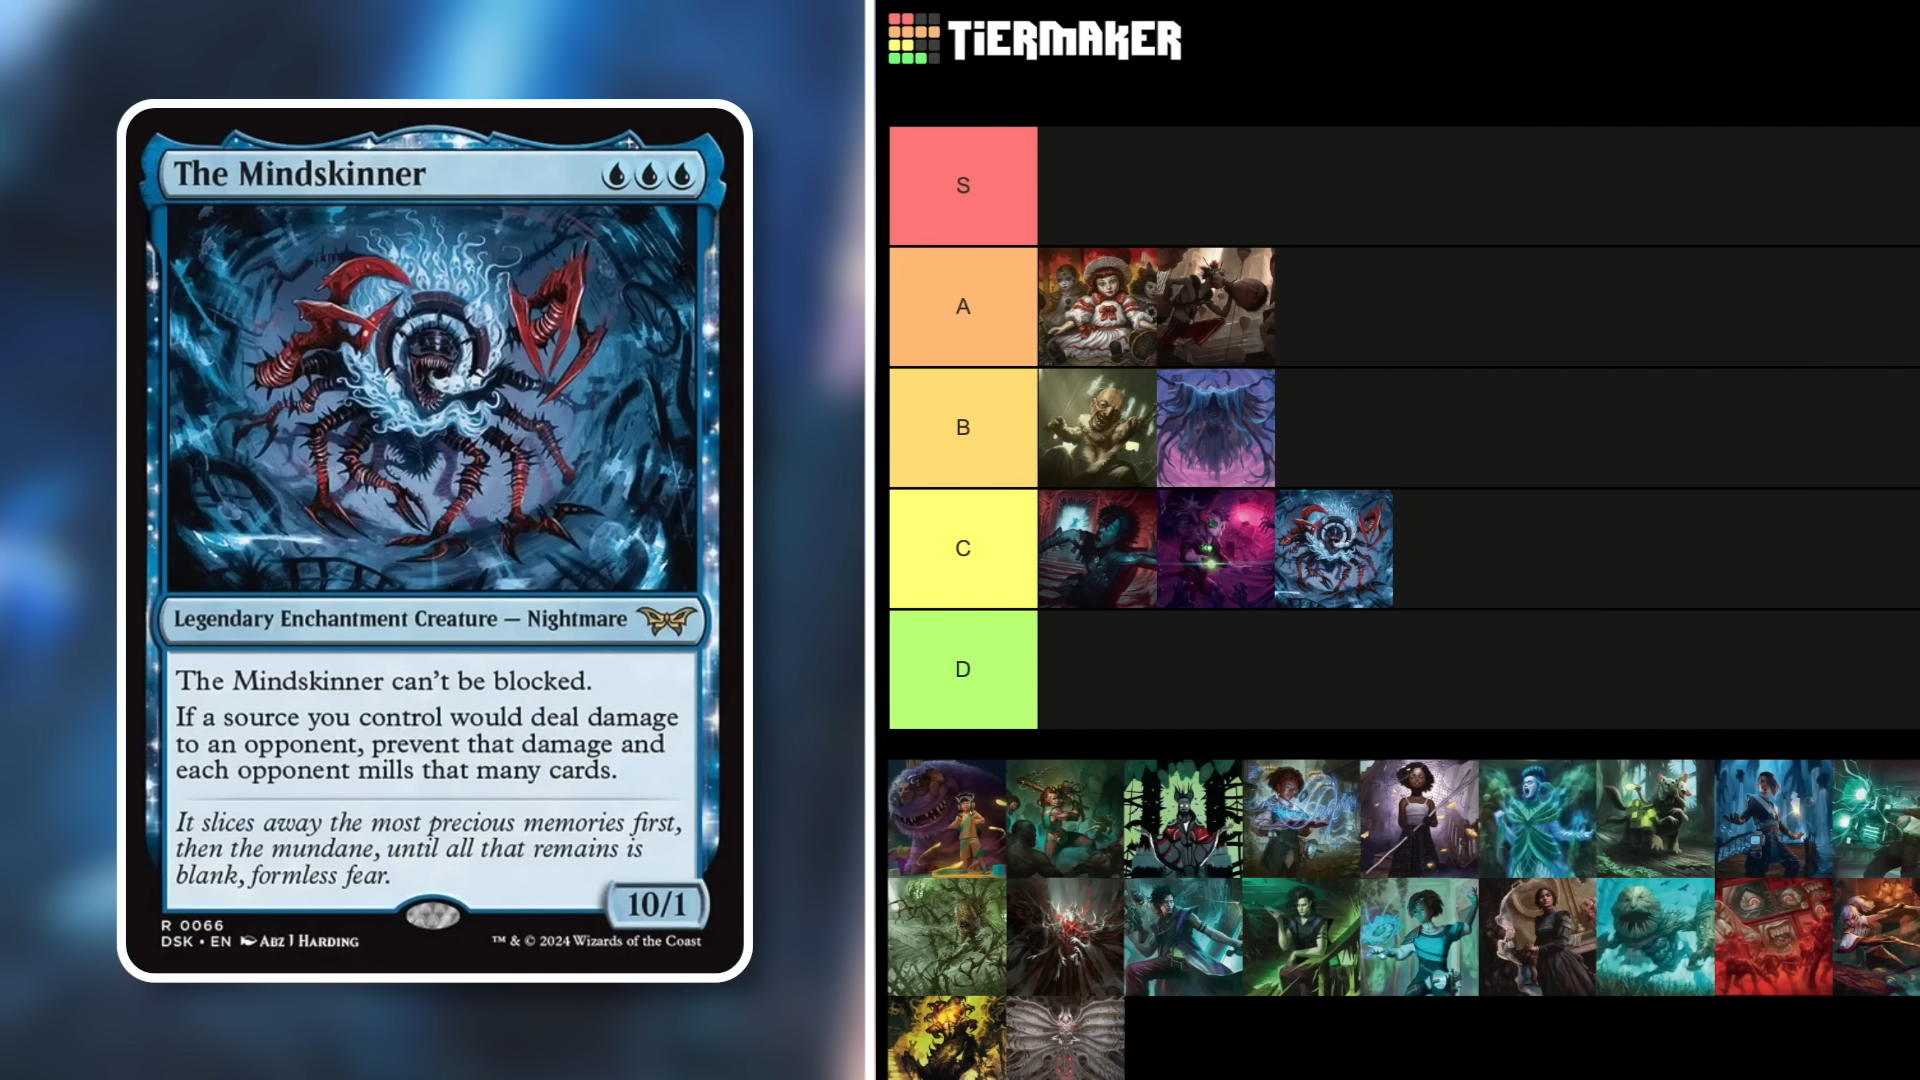 The Mindskinner
Legendary Enchantment Creature — Nightmare
The Mindskinner can't be blocked.
If a source you control would deal damage
to an opponent, prevent that damage and
each opponent mills that many cards.
It slices away the most precious memories first,
then the mundane, until all that remains is
blank, formless fear.
10/1
R 0066
DSK • EN Abz J Harding
™ & © 2024 Wizards of the Coast
TiERMAKER
S
A
B
C
D